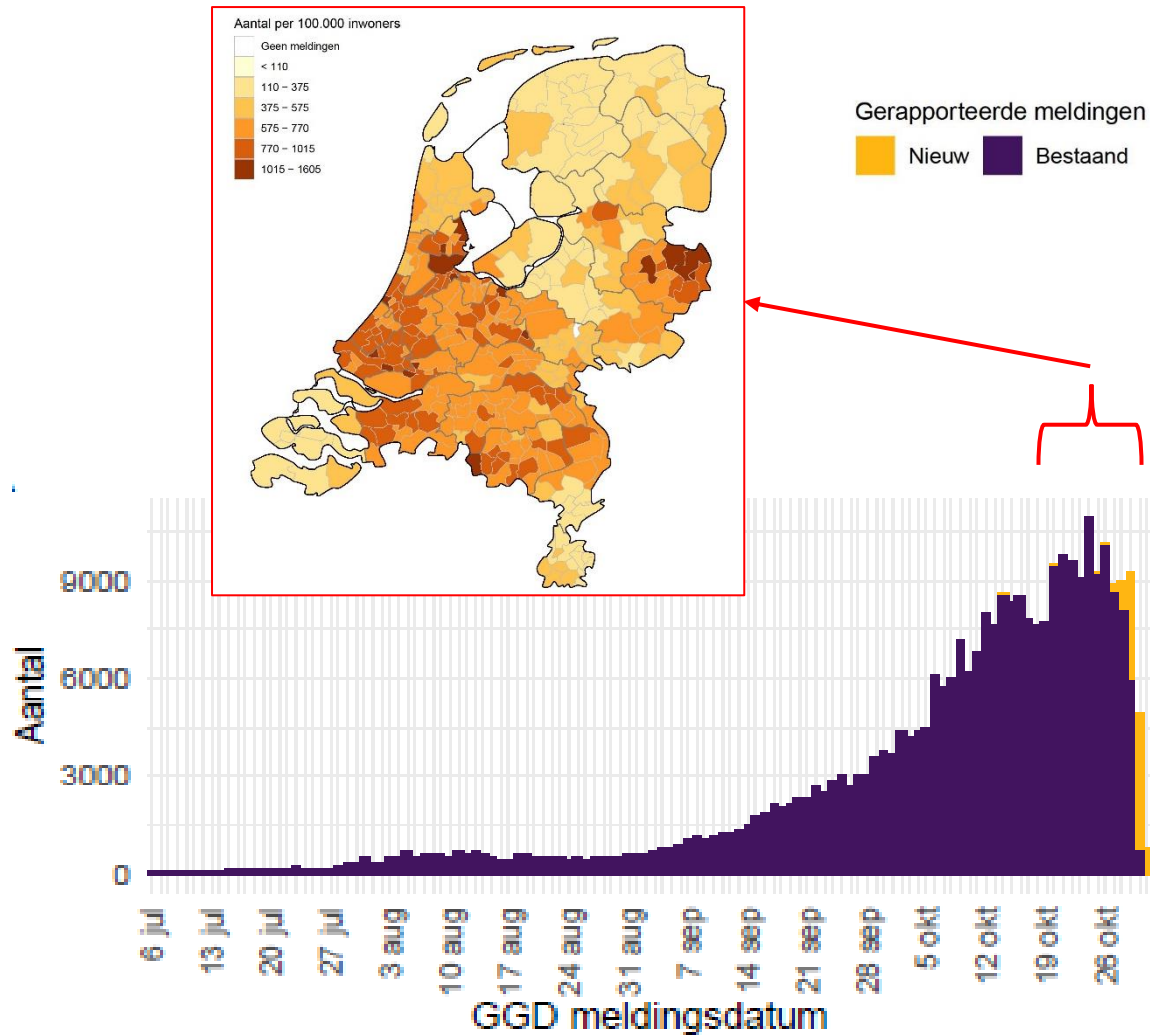 Aantal per 100.000 inwoners
Geen meldingen
< 110
110 – 375
375 – 575
575 – 770
770 – 1015
1015 – 1605
Gerapporteerde meldingen
Nieuw
Bestaand
Aantal
9000
6000
3000
0
6 jul
13 jul
20 jul
27 jul
3 aug
10 aug
17 aug
24 aug
31 aug
7 sep
14 sep
21 sep
28 sep
5 okt
12 okt
19 okt
26 okt
GGD meldingsdatum